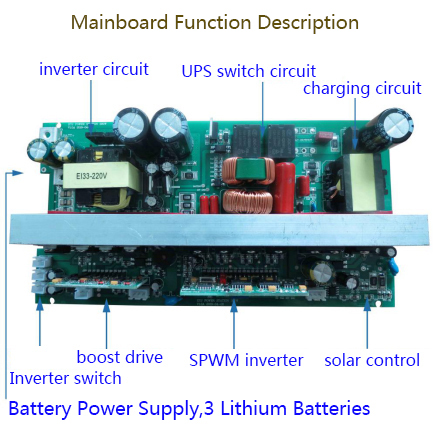 Mainboard Function Description
inverter circuit
UPS switch circuit
charging circuit
EI33-220V
boost drive
SPWM inverter
solar control
Inverter switch
Battery Power Supply,3 Lithium Batteries